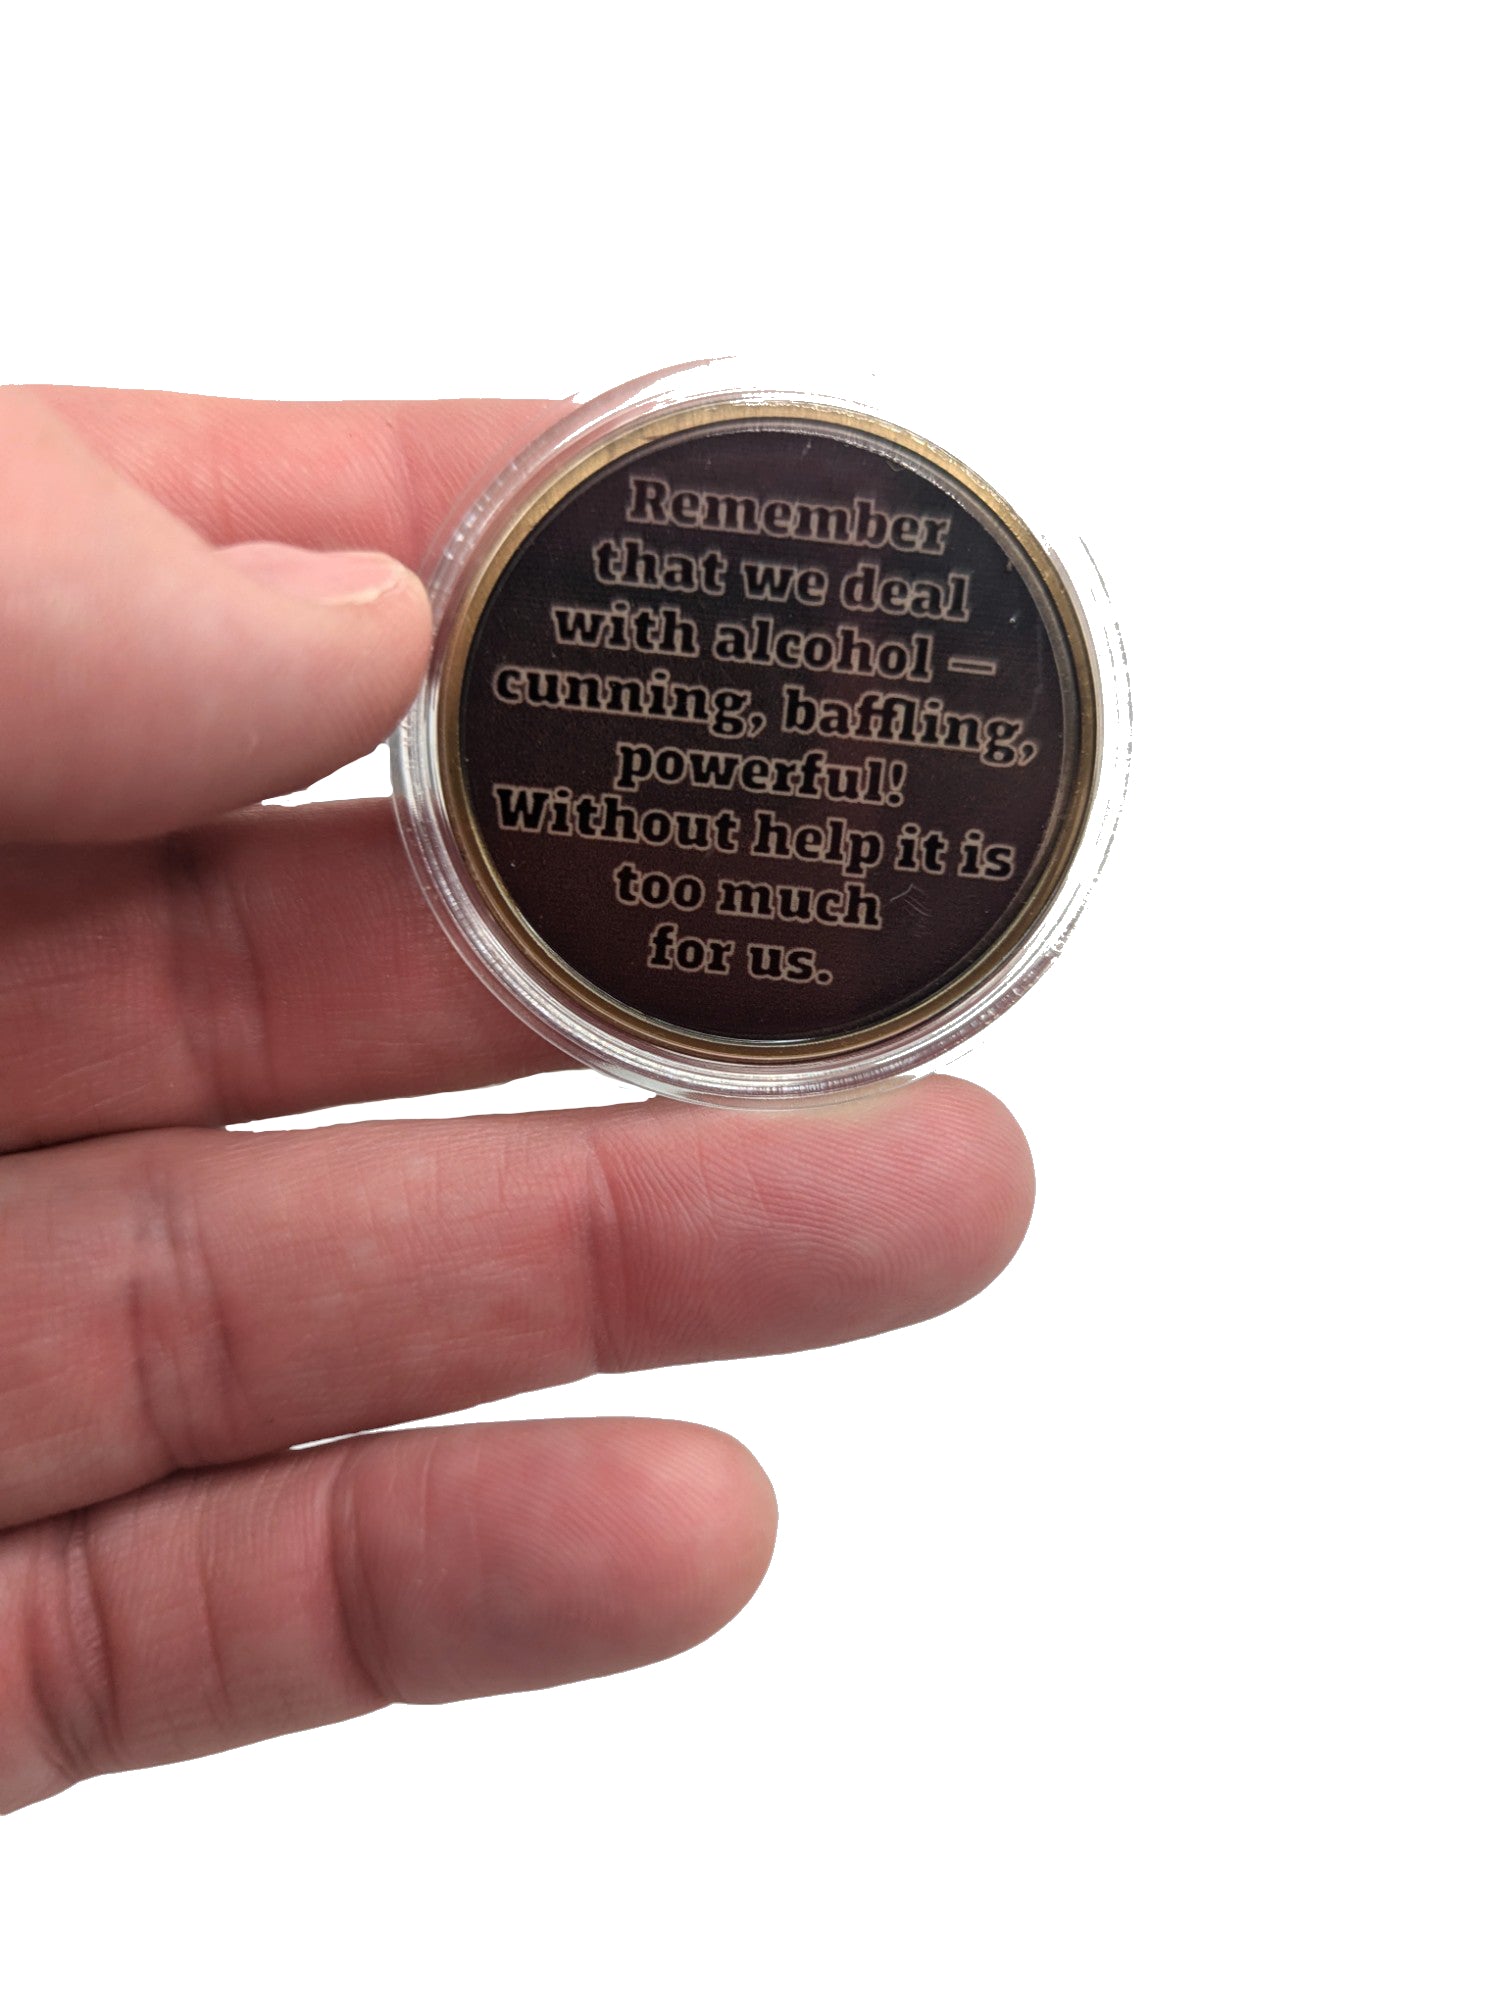 Remember
that we deal
with alcohol —
cunning, baffling,
powerful!
Without help it is
too much
for us.